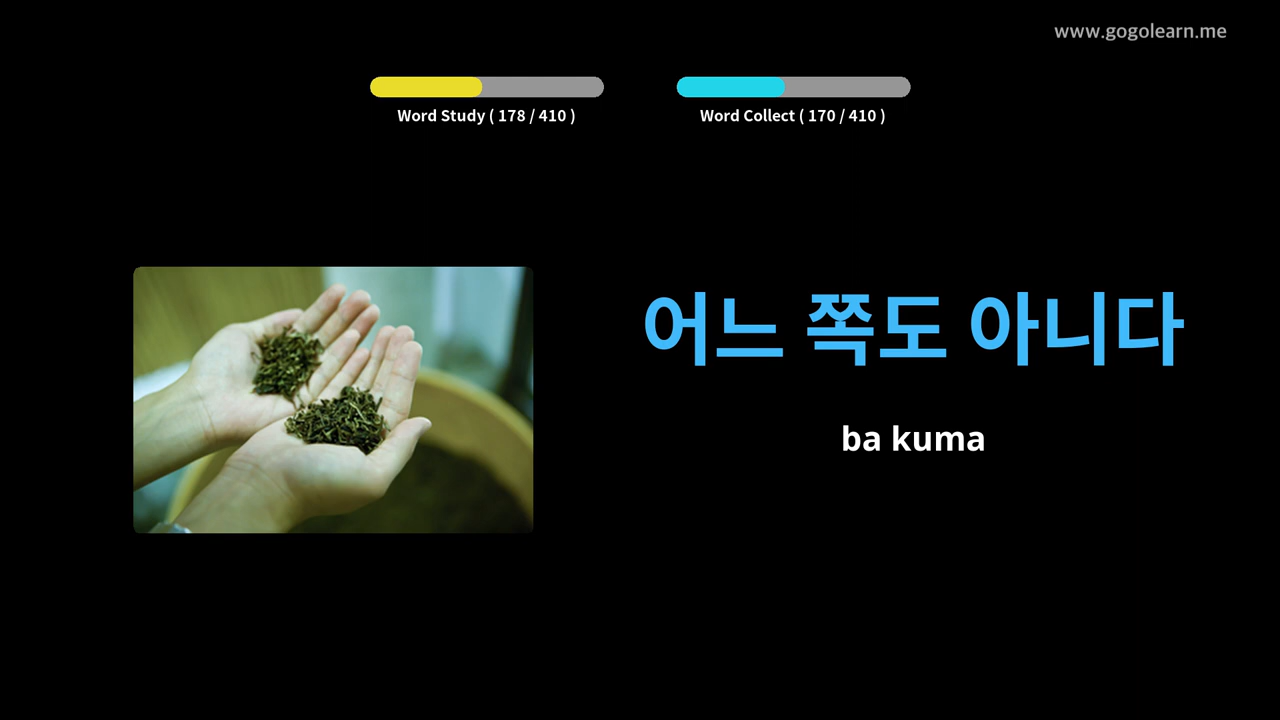 www.gogolearn.me
Word Study ( 178 / 410 )
Word Collect ( 170 / 410 )
어느 쪽도 아니다
ba kuma